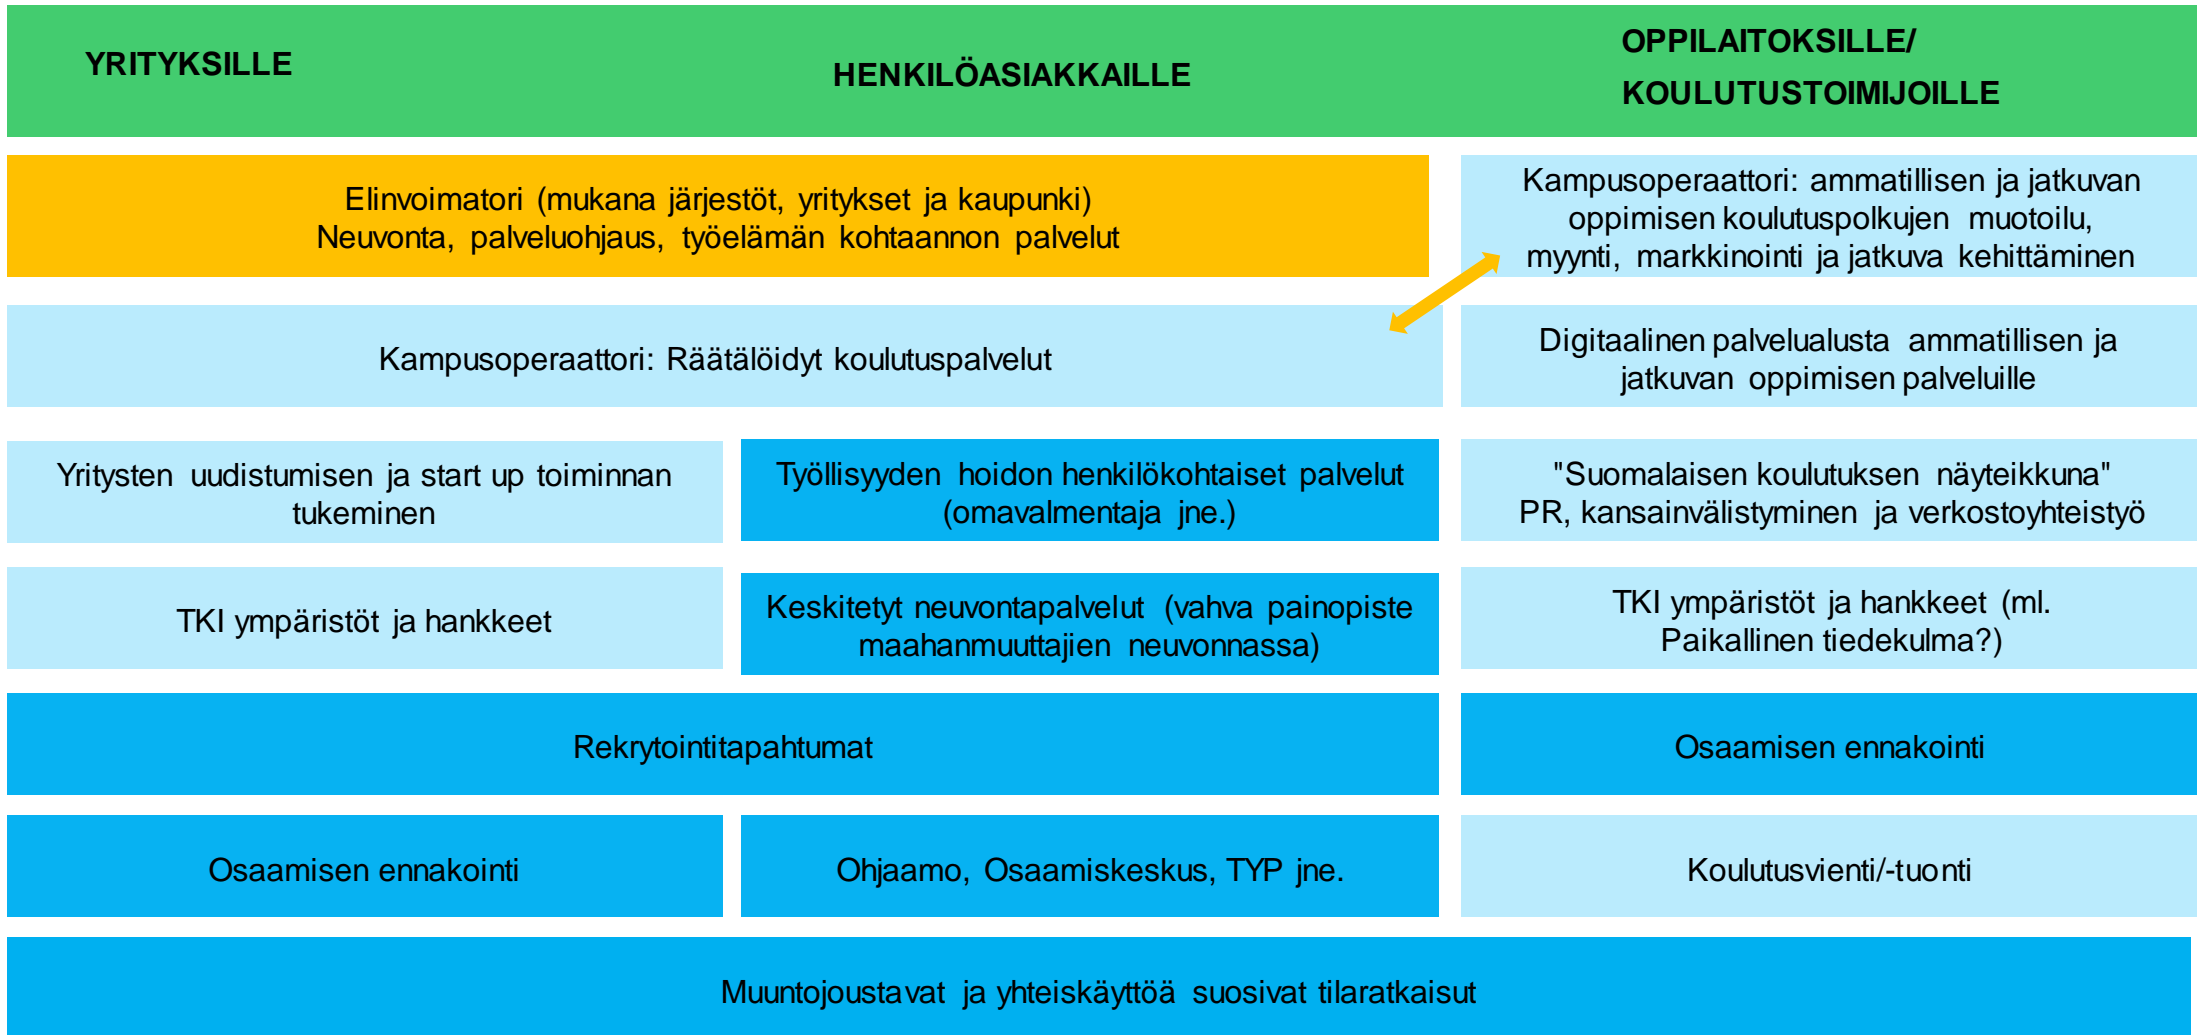 YRITYKSILLE
HENKILÖASIAKKAILLE
OPPILAITOKSILLE/
KOULUTUSTOIMIJOILLE
Elinvoimatori (mukana järjestöt, yritykset ja kaupunki)
Neuvonta, palveluohjaus, työelämän kohtaannon palvelut
Kampusoperaattori: ammatillisen ja jatkuvan
oppimisen koulutuspolkujen muotoilu,
myynti, markkinointi ja jatkuva kehittäminen
Kampusoperaattori: Räätälöidyt koulutuspalvelut
Digitaalinen palvelualusta ammatillisen ja
jatkuvan oppimisen palveluille
Yritysten uudistumisen ja start up toiminnan
tukeminen
Työllisyyden hoidon henkilökohtaiset palvelut
(omavalmentaja jne.)
"Suomalaisen koulutuksen näyteikkuna"
PR, kansainvälistyminen ja verkostoyhteistyö
TKI ympäristöt ja hankkeet
Keskitetyt neuvontapalvelut (vahva painopiste
maahanmuuttajien neuvonnassa)
TKI ympäristöt ja hankkeet (ml.
Paikallinen tiedekulma?)
Rekrytointitapahtumat
Osaamisen ennakointi
Osaamisen ennakointi
Ohjaamo, Osaamiskeskus, TYP jne.
Koulutusvienti/-tuonti
Muuntojoustavat ja yhteiskäyttöä suosivat tilaratkaisut